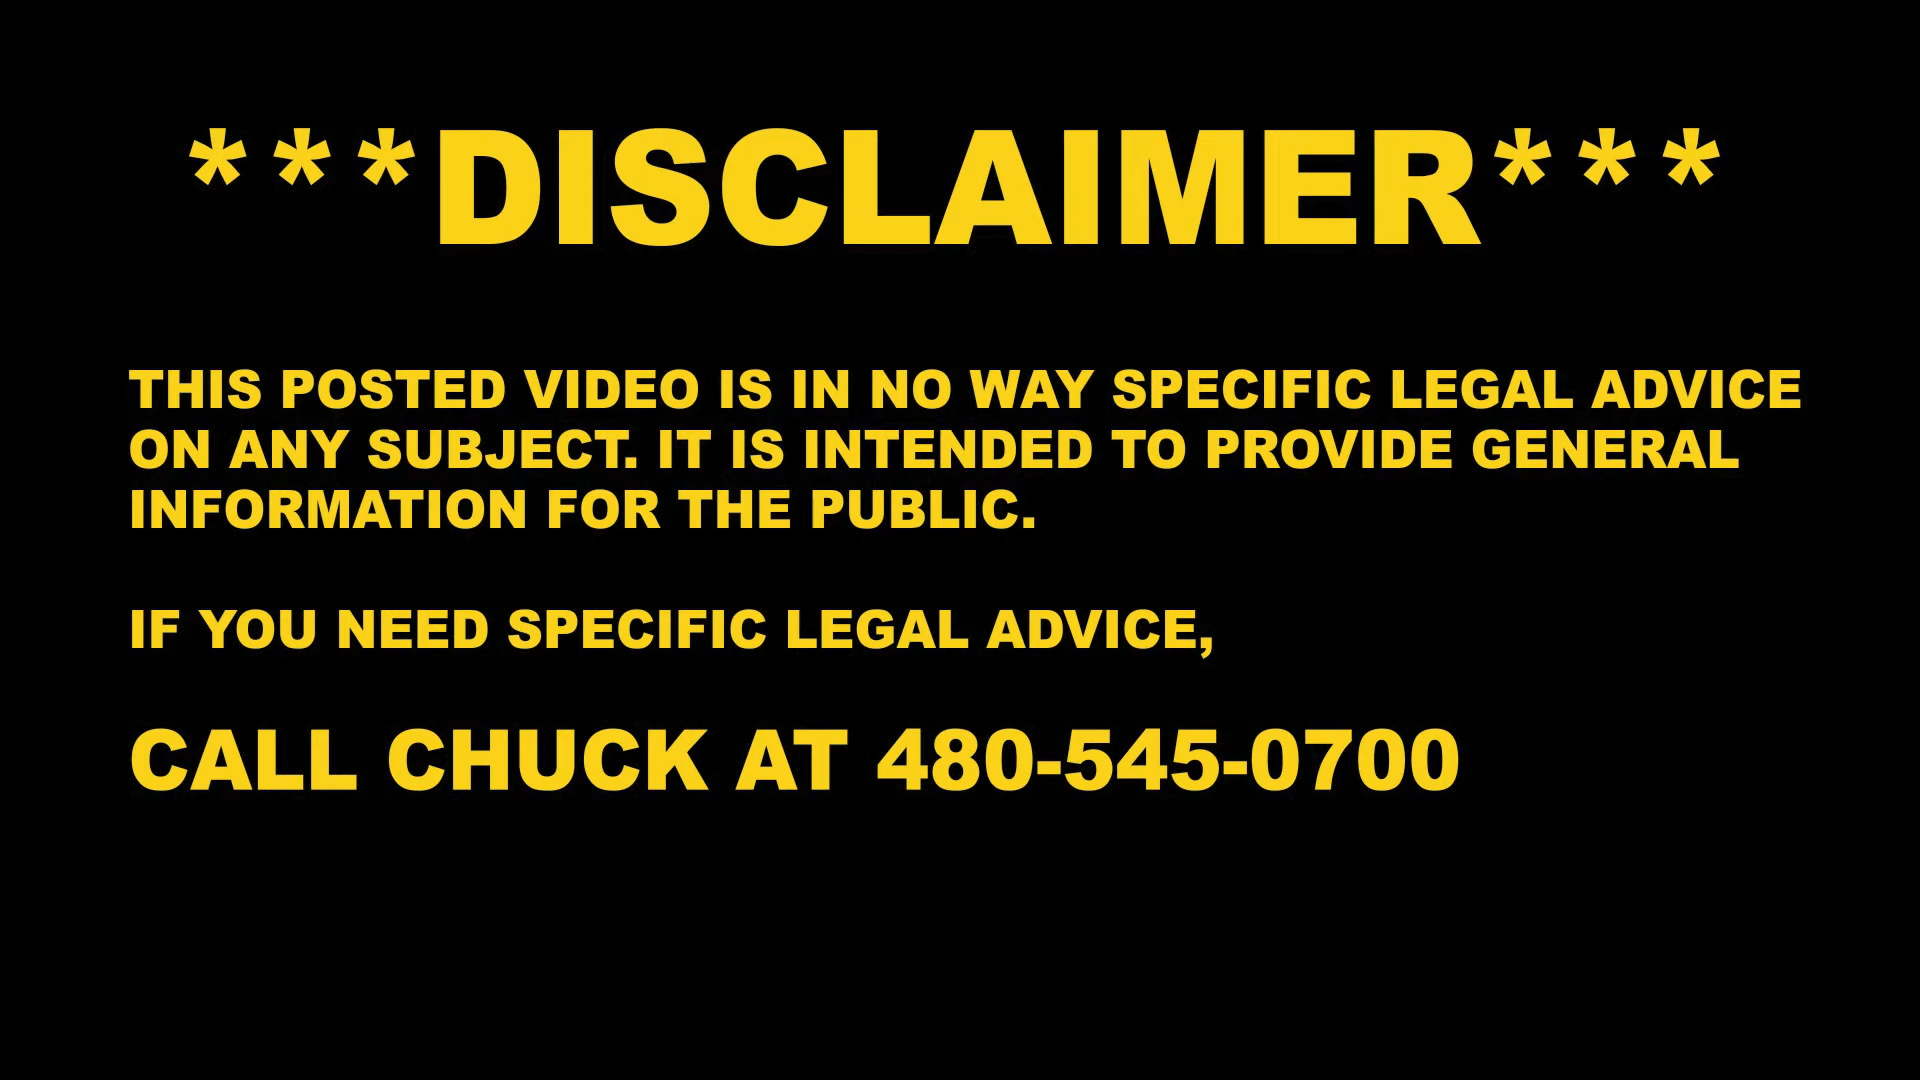 ***DISCLAIMER***
THIS POSTED VIDEO IS IN NO WAY SPECIFIC LEGAL ADVICE
ON ANY SUBJECT. IT IS INTENDED TO PROVIDE GENERAL
INFORMATION FOR THE PUBLIC.
IF YOU NEED SPECIFIC LEGAL ADVICE,
CALL CHUCK AT 480-545-0700